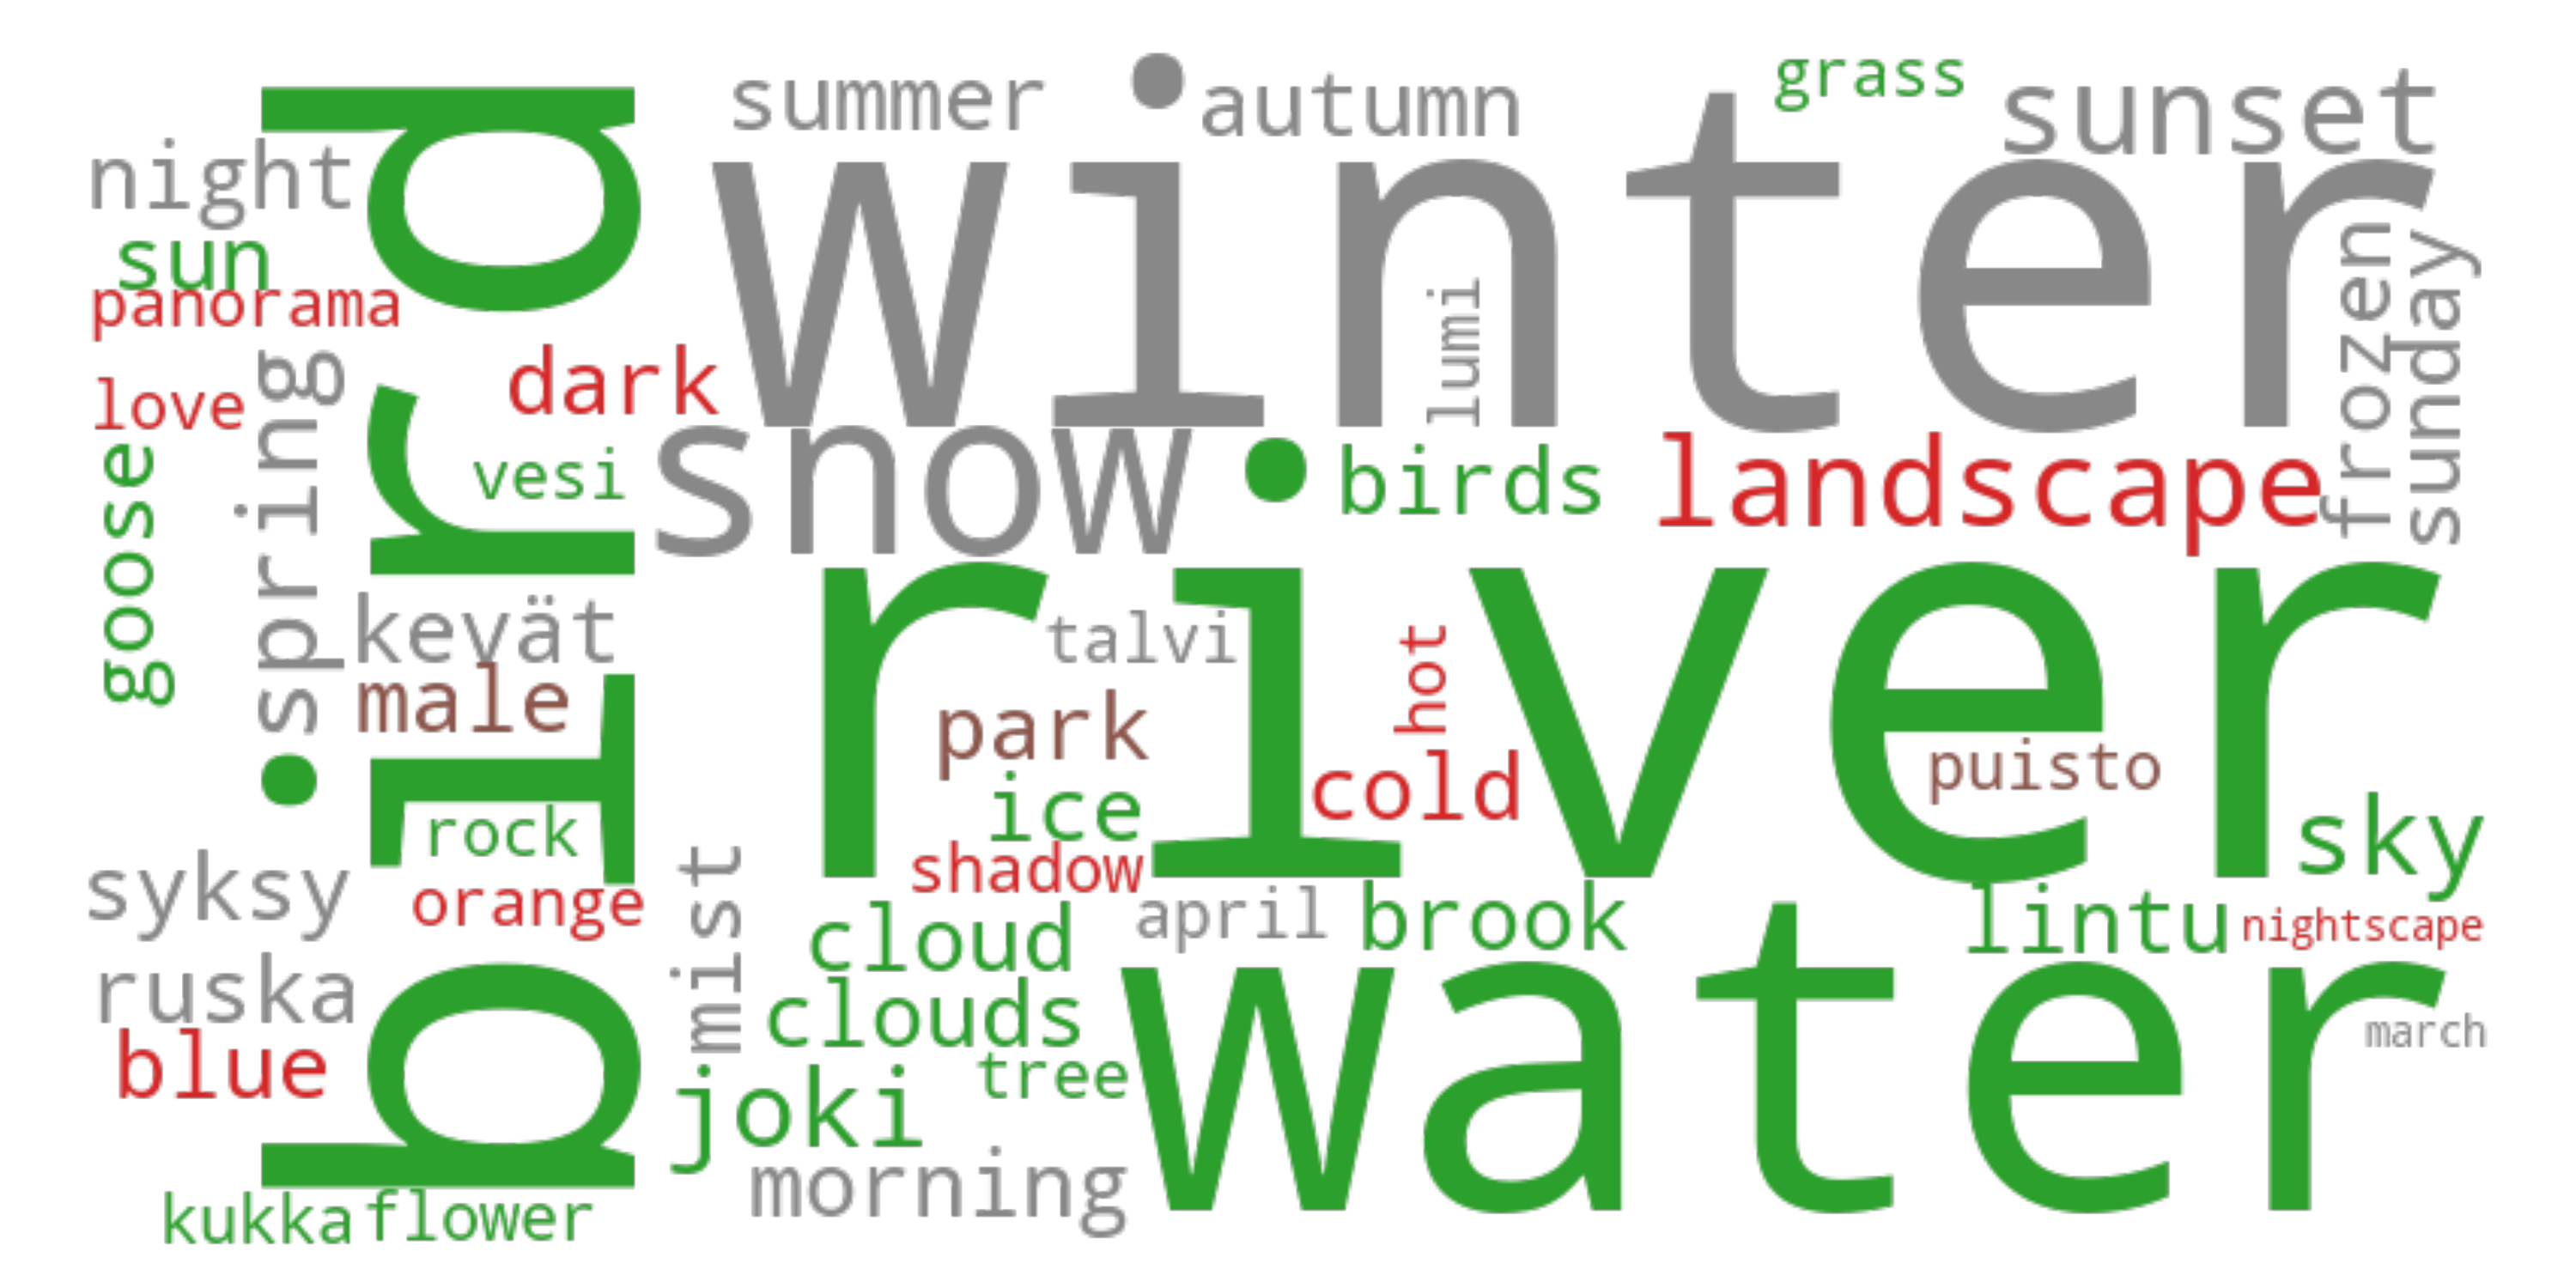 summer
autumn
grass
sunset
winter
night
sun
panorama
bird
dark
lumi
frozen
sunday
love
spring
goose
vesi
snow
birds
landscape
river
kevät
talvi
hot
male
park
puisto
ice
cold
rock
sky
shadow
syksy
orange
mist
april
brook
lintu
nightscape
cloud
ruska
clouds
water
march
blue
tree
joki
morning
kukka
flower